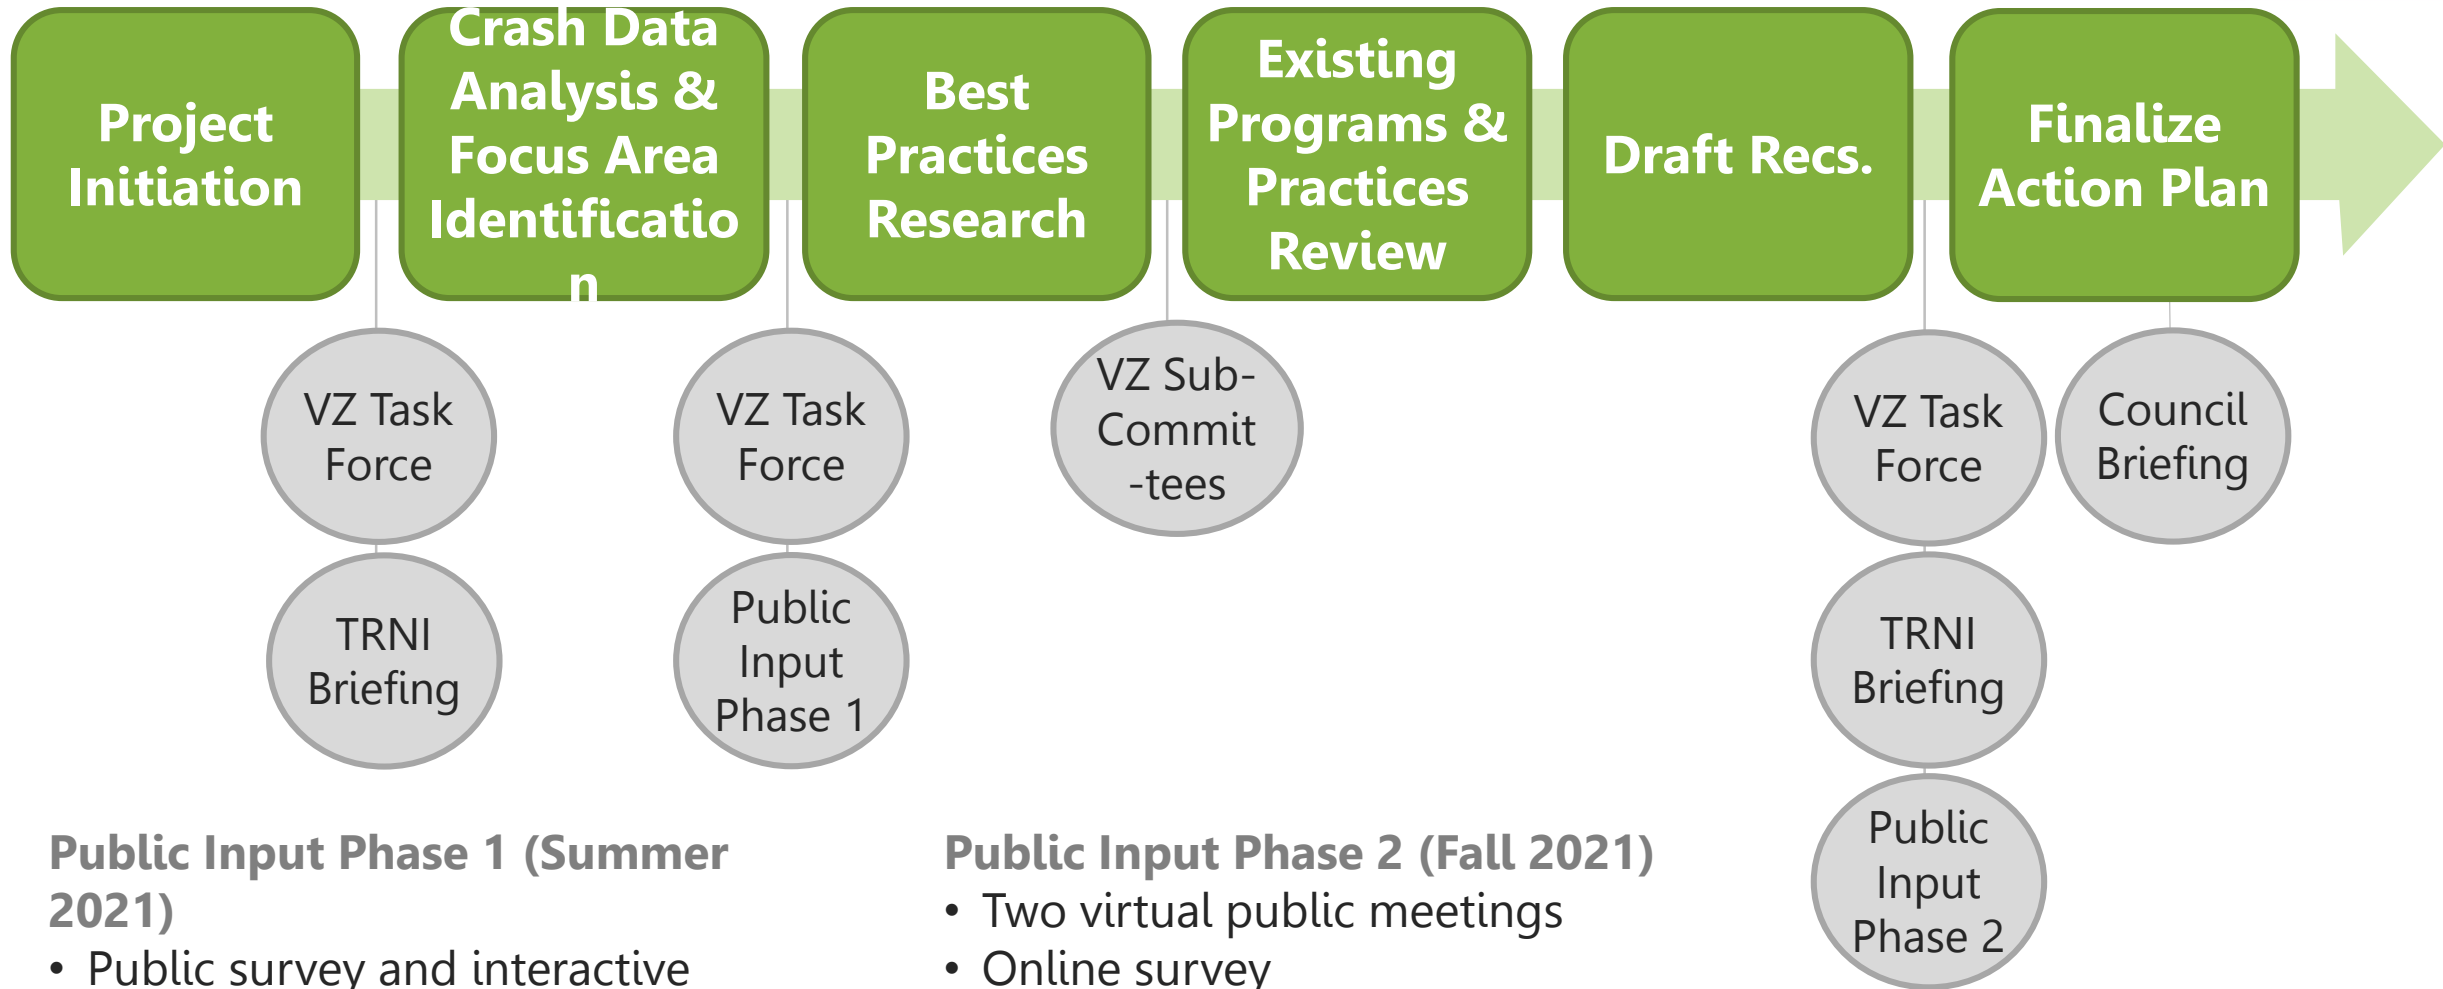 Project
Initiation
Crash Data
Analysis &
Focus Area
Identificatio
n
Best
Practices
Research
Existing
Programs &
Practices
Review
Draft Recs.
Finalize
Action Plan
VZ Task
Force
TRNI
Briefing
VZ Task
Force
Public
Input
Phase 1
VZ Sub-
Commit
-tees
VZ Task
Force
TRNI
Briefing
Public
Input
Phase 2
Council
Briefing
Public Input Phase 1 (Summer
2021)
• Public survey and interactive
Public Input Phase 2 (Fall 2021)
• Two virtual public meetings
• Online survey